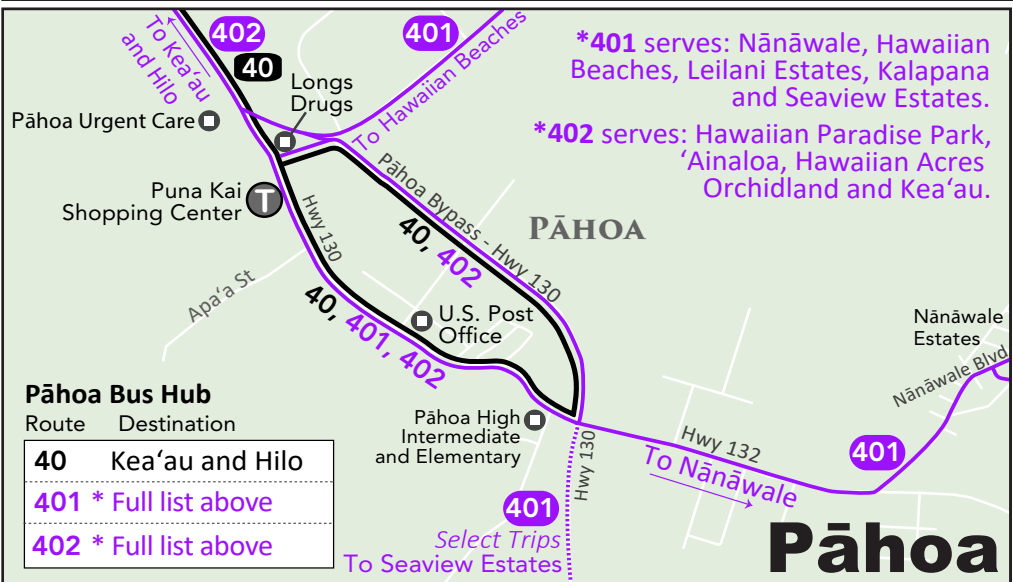 To Kea‘au
and Hilo
402
40
401
To Hawaiian Beaches
*401 serves: Nānāwale, Hawaiian
Beaches, Leilani Estates, Kalapana
and Seaview Estates.
*402 serves: Hawaiian Paradise Park,
‘Ainaloa, Hawaiian Acres
Orchidland and Kea‘au.
Longs
Drugs
Pāhoa Urgent Care
Puna Kai
Shopping Center
T
Hwy 130
Pāhoa Bypass - Hwy 130
40, 402
PĀHOA
Apa‘a St
40, 401, 402
U.S. Post
Office
Nānāwale
Estates
Nānāwale Blvd
Pāhoa High
Intermediate
and Elementary
Hwy 130
Hwy 132
To Nānāwale
401
401
Select Trips
To Seaview Estates
Pāhoa Bus Hub
Route Destination
40 Kea‘au and Hilo
401 * Full list above
402 * Full list above
Pāhoa